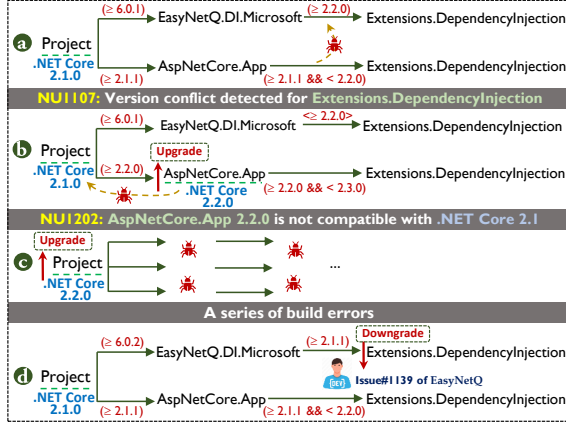 (≥ 6.0.1) (≥ 2.2.0)
EasyNetQ.DI.Microsoft Extensions.DependencyInjection
a Project
.NET Core
2.1.0
AspNetCore.App Extensions.DependencyInjection
(≥ 2.1.1) (≥ 2.1.1 && < 2.2.0)
NU1107: Version conflict detected for Extensions.DependencyInjection
(≥ 6.0.1) <≥ 2.2.0>
EasyNetQ.DI.Microsoft Extensions.DependencyInjection
b Project
Upgrade
.NET Core
2.1.0
(≥ 2.2.0)
AspNetCore.App Extensions.DependencyInjection
.NET Core
2.2.0
(≥ 2.2.0 && < 2.3.0)
NU1202: AspNetCore.App 2.2.0 is not compatible with .NET Core 2.1
Upgrade
c Project
...
.NET Core
2.2.0
A series of build errors
Downgrade
(≥ 6.0.2) (≥ 2.1.1)
EasyNetQ.DI.Microsoft Extensions.DependencyInjection
d Project
{DEV} Issue#1139 of EasyNetQ
.NET Core
2.1.0
AspNetCore.App Extensions.DependencyInjection
(≥ 2.1.1) (≥ 2.1.1 && < 2.2.0)